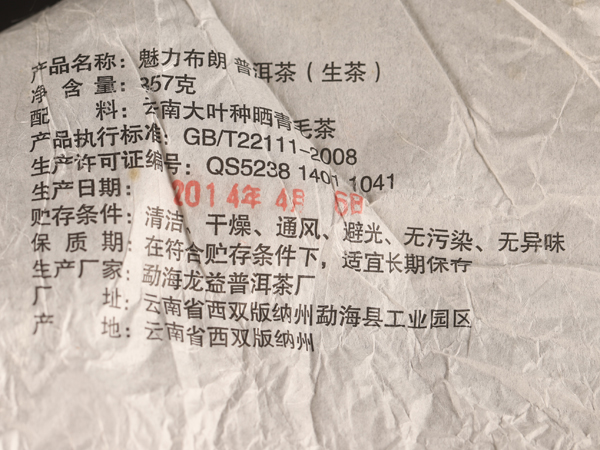 产品名称：魅力布朗 普洱茶（生茶）
净含量：357克
配料：云南大叶种晒青毛茶
产品执行标准：GB/T22111-2008
生产许可证编号：QS5238 1401 1041
生产日期：2014年 4月 6日
贮存条件：清洁、干燥、通风、避光、无污染、无异味
保质期：在符合贮存条件下，适宜长期保存
生产厂家：勐海龙益普洱茶厂
厂址：云南省西双版纳州勐海县工业园区
产地：云南省西双版纳州